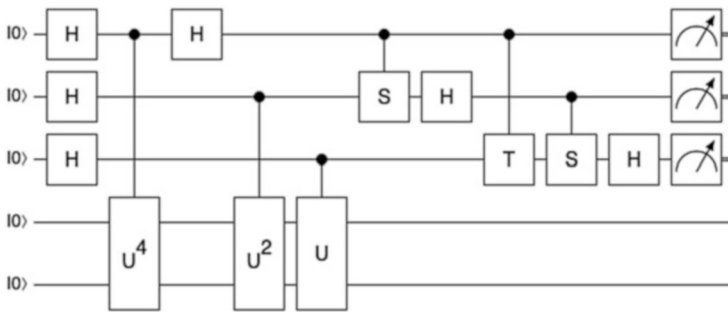 |0⟩ H H
|0⟩ H S H
|0⟩ H T S H
|0⟩ U⁴ U² U
|0⟩